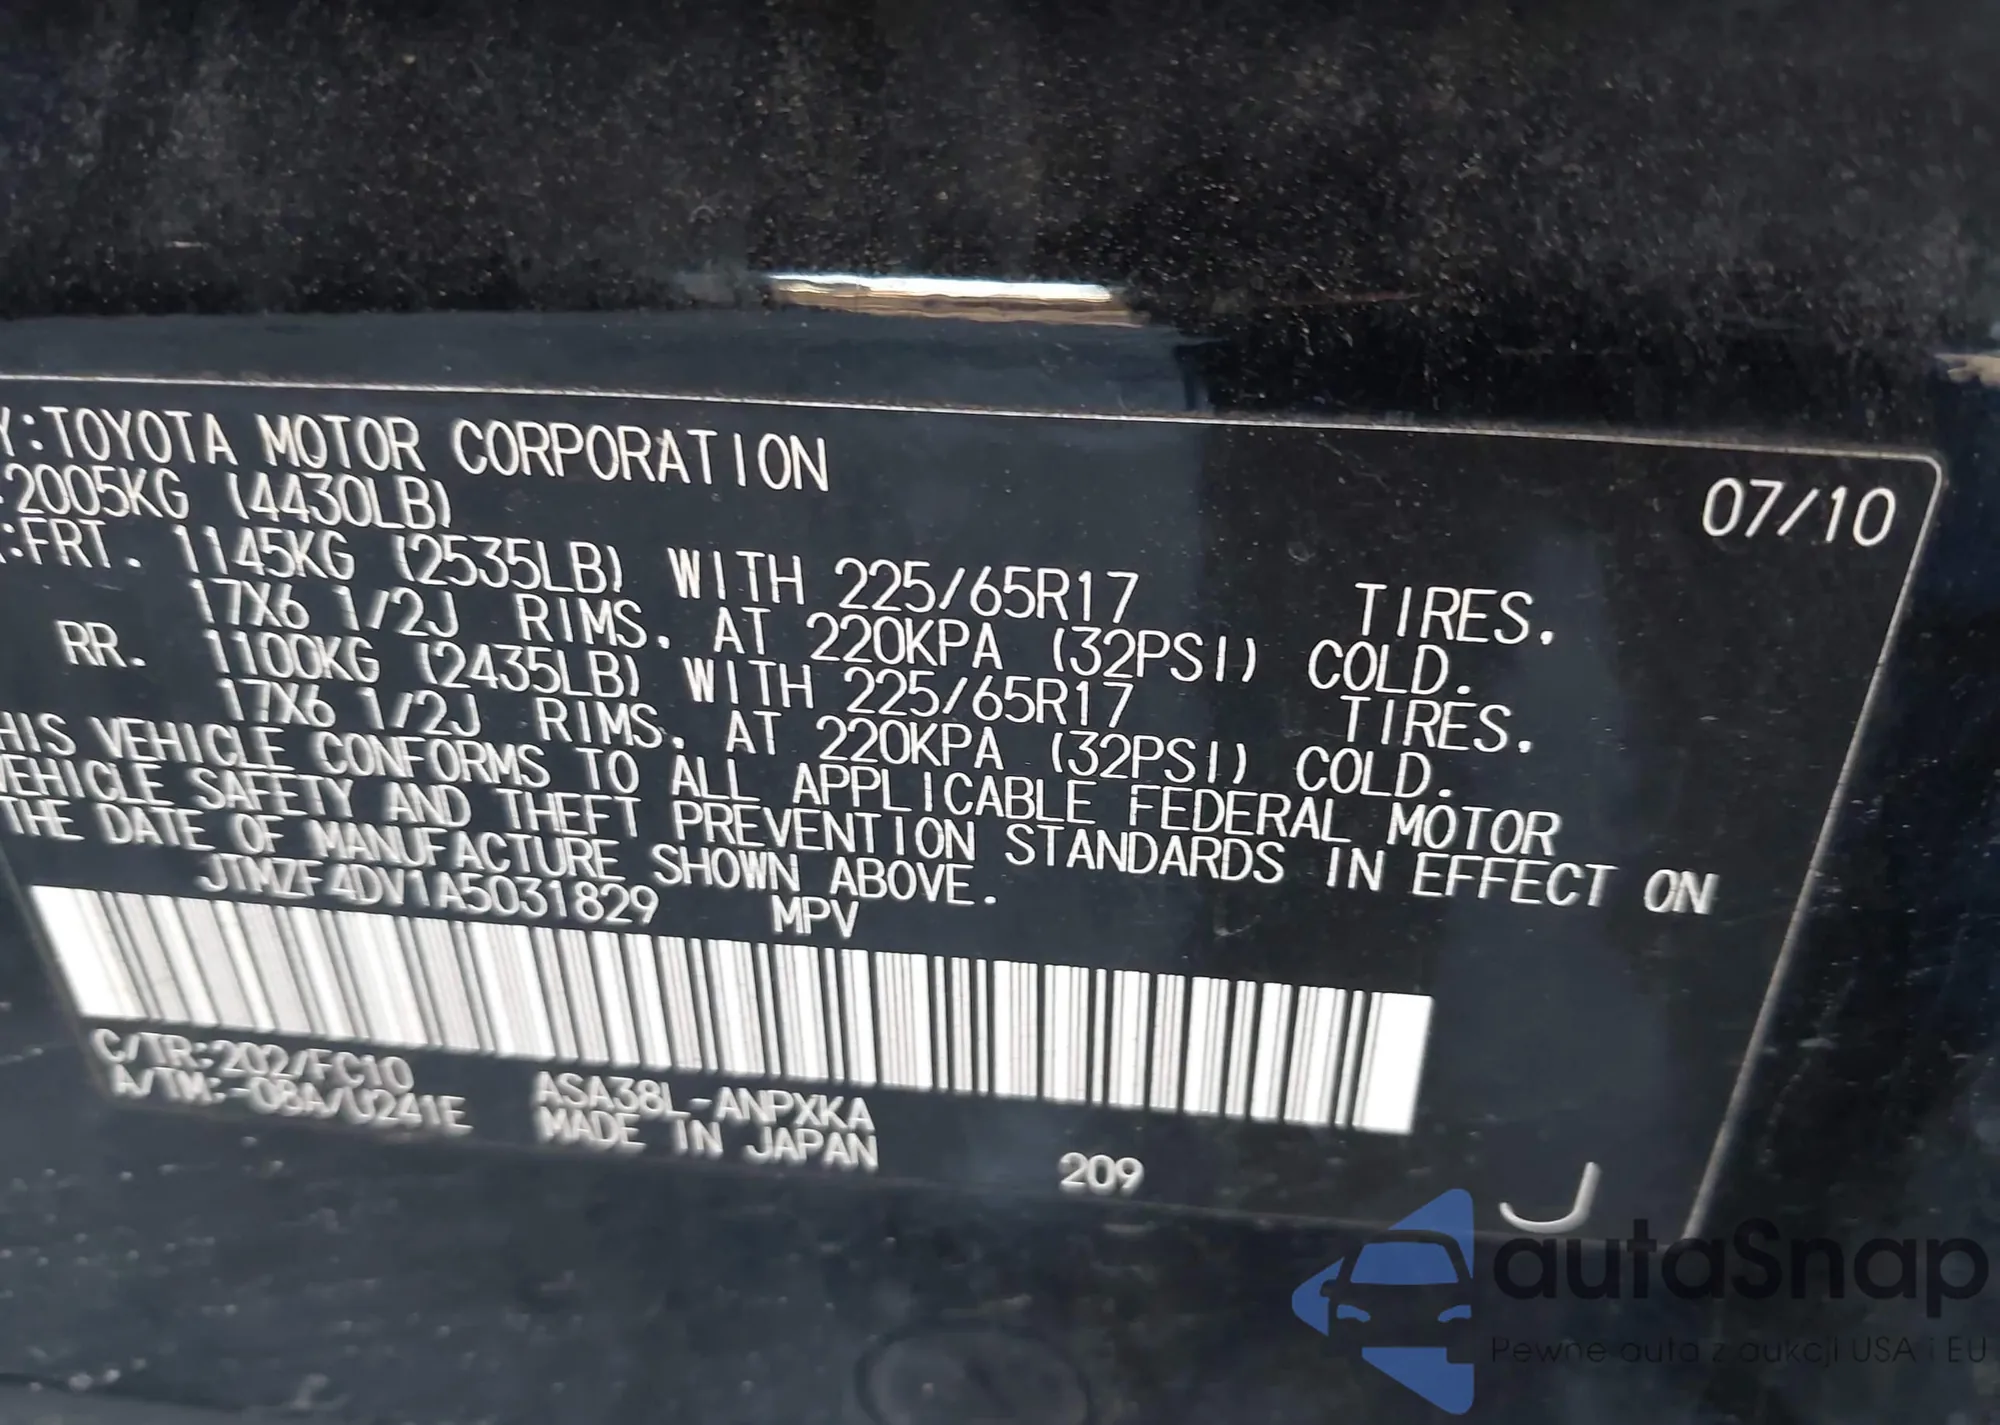 Y:TOYOTA MOTOR CORPORATION
07/10
:2005KG (4430LB)
:FRT. 1145KG (2535LB) WITH 225/65R17 TIRES.
17X6 1/2J RIMS. AT 220KPA (32PSI) COLD.
RR. 1100KG (2435LB) WITH 225/65R17 TIRES.
17X6 1/2J RIMS. AT 220KPA (32PSI) COLD.
HIS VEHICLE CONFORMS TO ALL APPLICABLE FEDERAL MOTOR
VEHICLE SAFETY AND THEFT PREVENTION STANDARDS IN EFFECT ON
THE DATE OF MANUFACTURE SHOWN ABOVE.
JTMZF4DV1A5031829 MPV
C/TR:202/FC10 ASA38L-ANPXKA
A/TM:-08A/U241E MADE IN JAPAN
209
J
autaSnap
Pewne auta z aukcji USA i EU